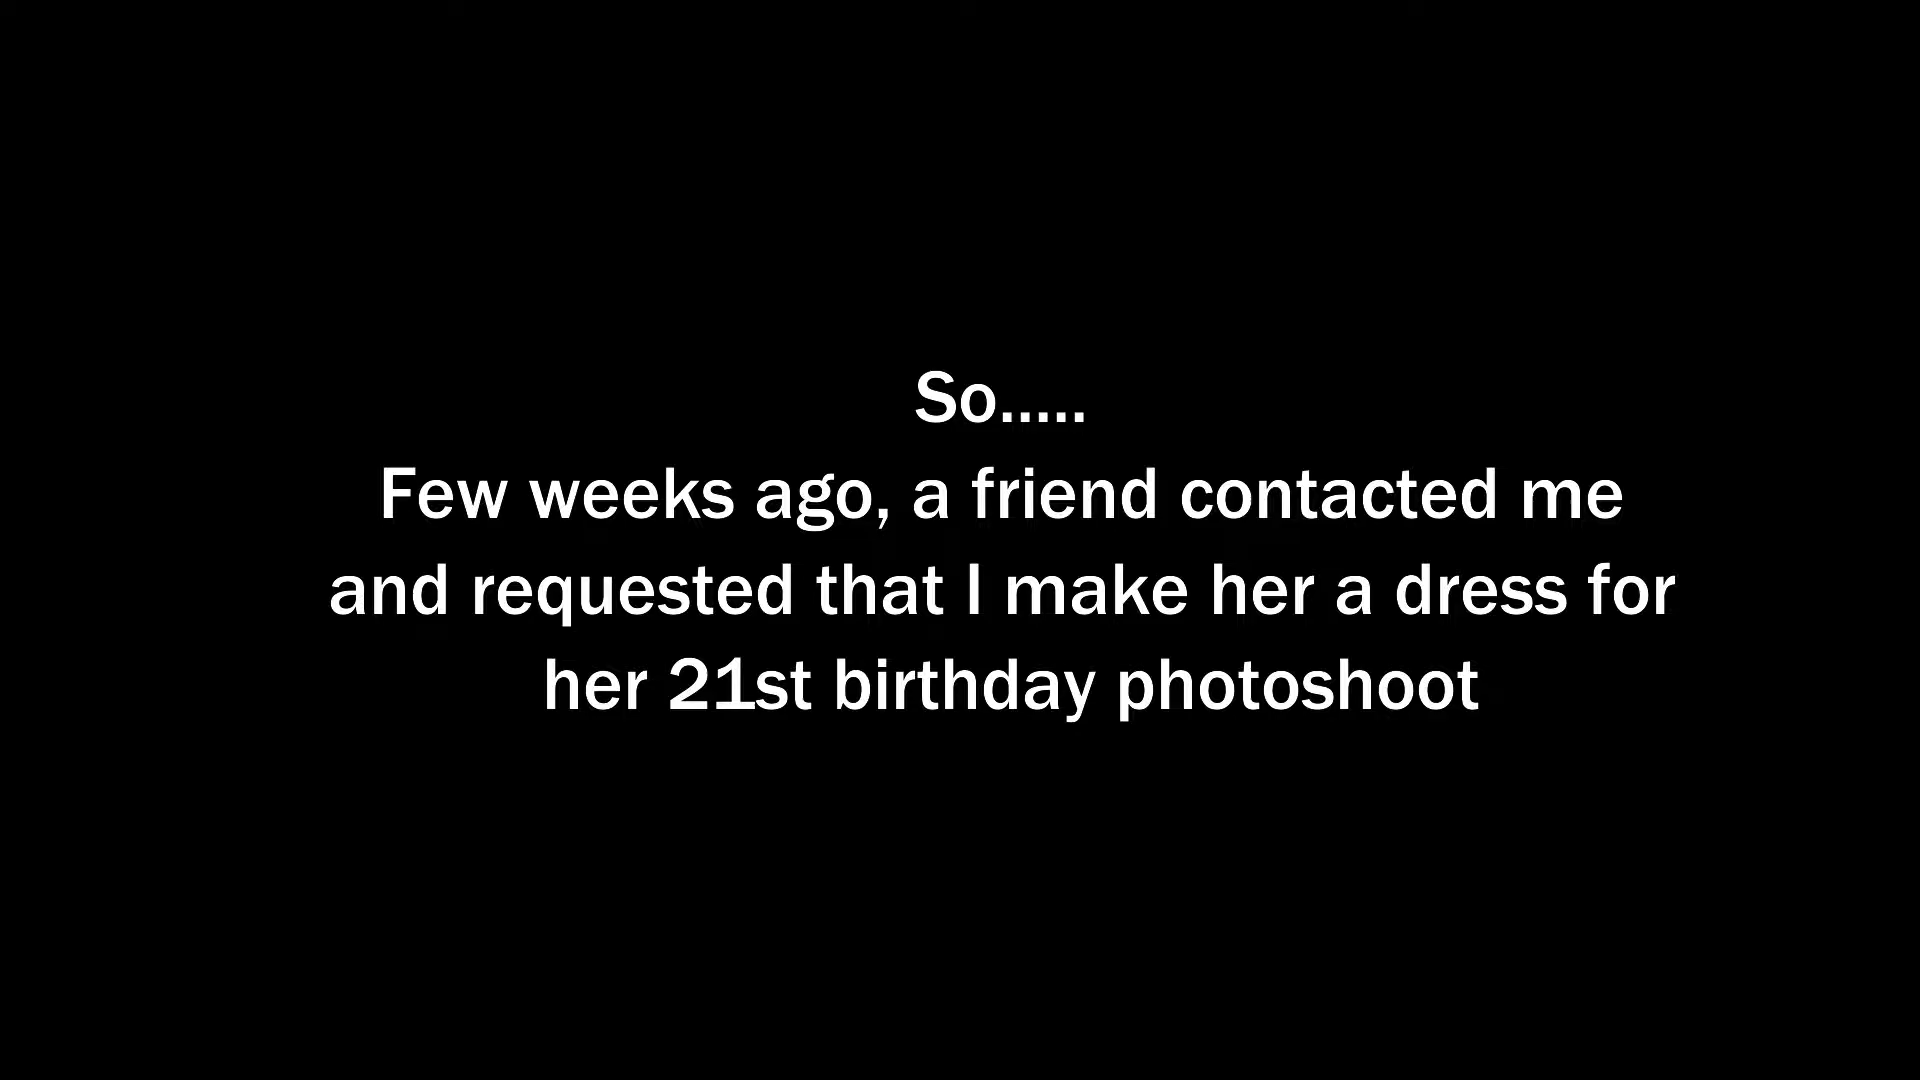 So.....
Few weeks ago, a friend contacted me
and requested that I make her a dress for
her 21st birthday photoshoot